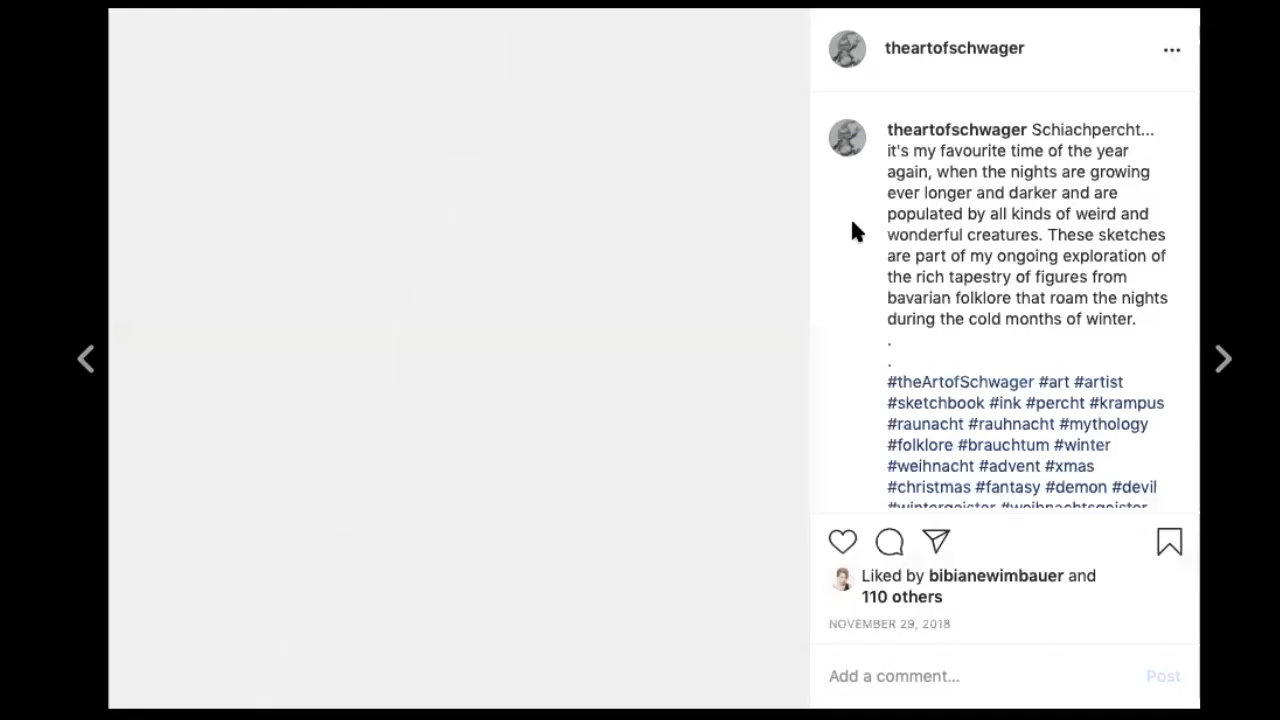 theartofschwager
theartofschwager Schiachpercht...
it's my favourite time of the year
again, when the nights are growing
ever longer and darker and are
populated by all kinds of weird and
wonderful creatures. These sketches
are part of my ongoing exploration of
the rich tapestry of figures from
bavarian folklore that roam the nights
during the cold months of winter.
.
.
#theArtofSchwager #art #artist
#sketchbook #ink #percht #krampus
#raunacht #rauhnacht #mythology
#folklore #brauchtum #winter
#weihnacht #advent #xmas
#christmas #fantasy #demon #devil
#wintergeister #weihnachtsgeister
Liked by bibianewimbauer and
110 others
NOVEMBER 29, 2018
Add a comment... Post